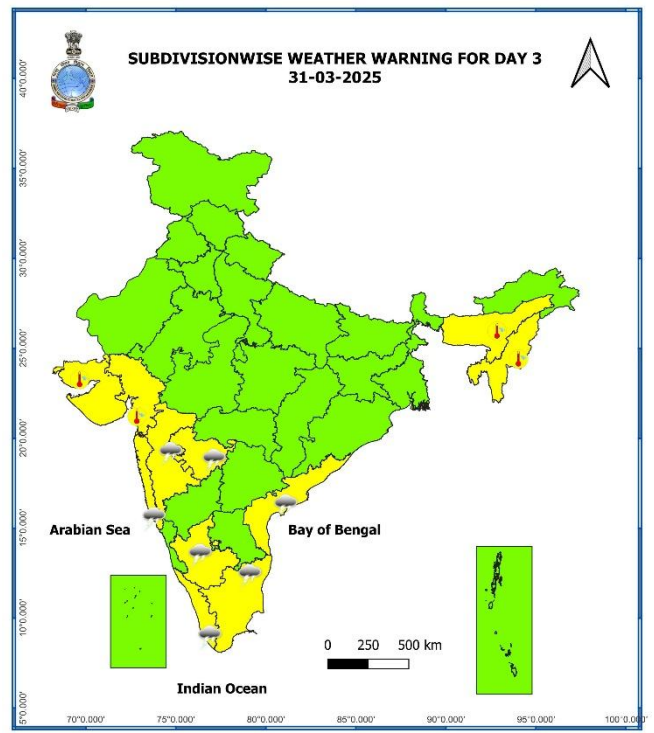 SUBDIVISIONWISE WEATHER WARNING FOR DAY 3
31-03-2025
40°0.000'
35°0.000'
30°0.000'
25°0.000'
20°0.000'
15°0.000'
10°0.000'
5°0.000'
Arabian Sea
Bay of Bengal
0 250 500 km
Indian Ocean
70°0.000' 75°0.000' 80°0.000' 85°0.000' 90°0.000' 95°0.000' 100°0.000'